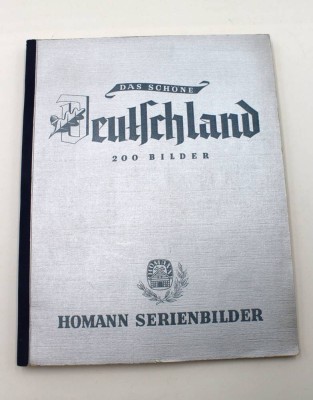 DAS SCHÖNE
Deutschland
200 BILDER
HOMANN SERIENBILDER